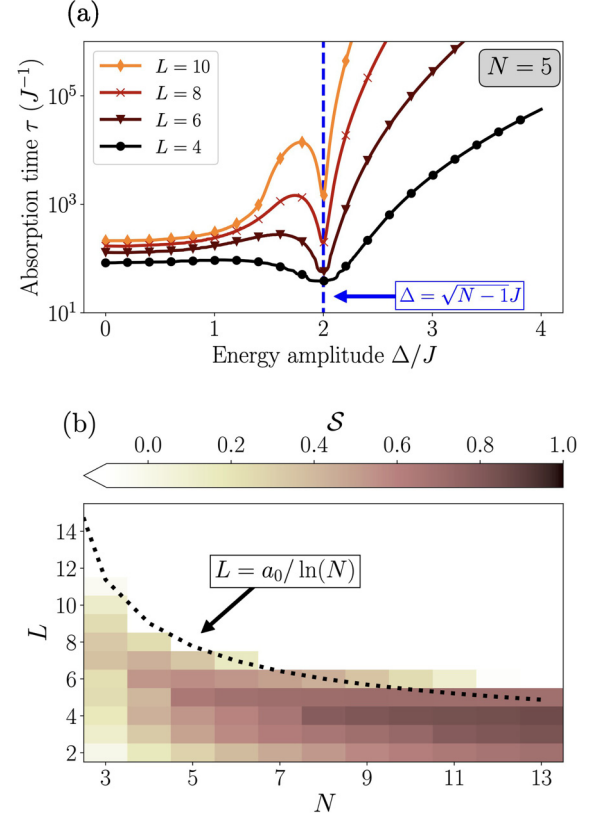 (a)
Absorption time τ (J⁻¹)
10⁵
10³
10¹
L = 10
L = 8
L = 6
L = 4
N = 5
Δ = √N−1J
0 1 2 3 4
Energy amplitude Δ/J
(b)
S
0.0 0.2 0.4 0.6 0.8 1.0
L
14
12
10
8
6
4
2
L = a₀/ ln(N)
3 5 7 9 11 13
N